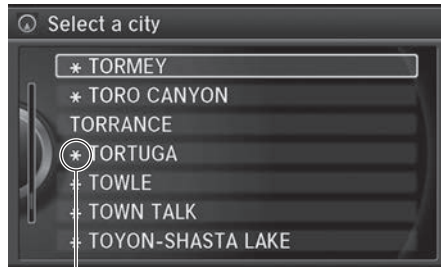 Select a city
* TORMEY
* TORO CANYON
TORRANCE
* TORTUGA
* TOWLE
* TOWN TALK
* TOYON-SHASTA LAKE